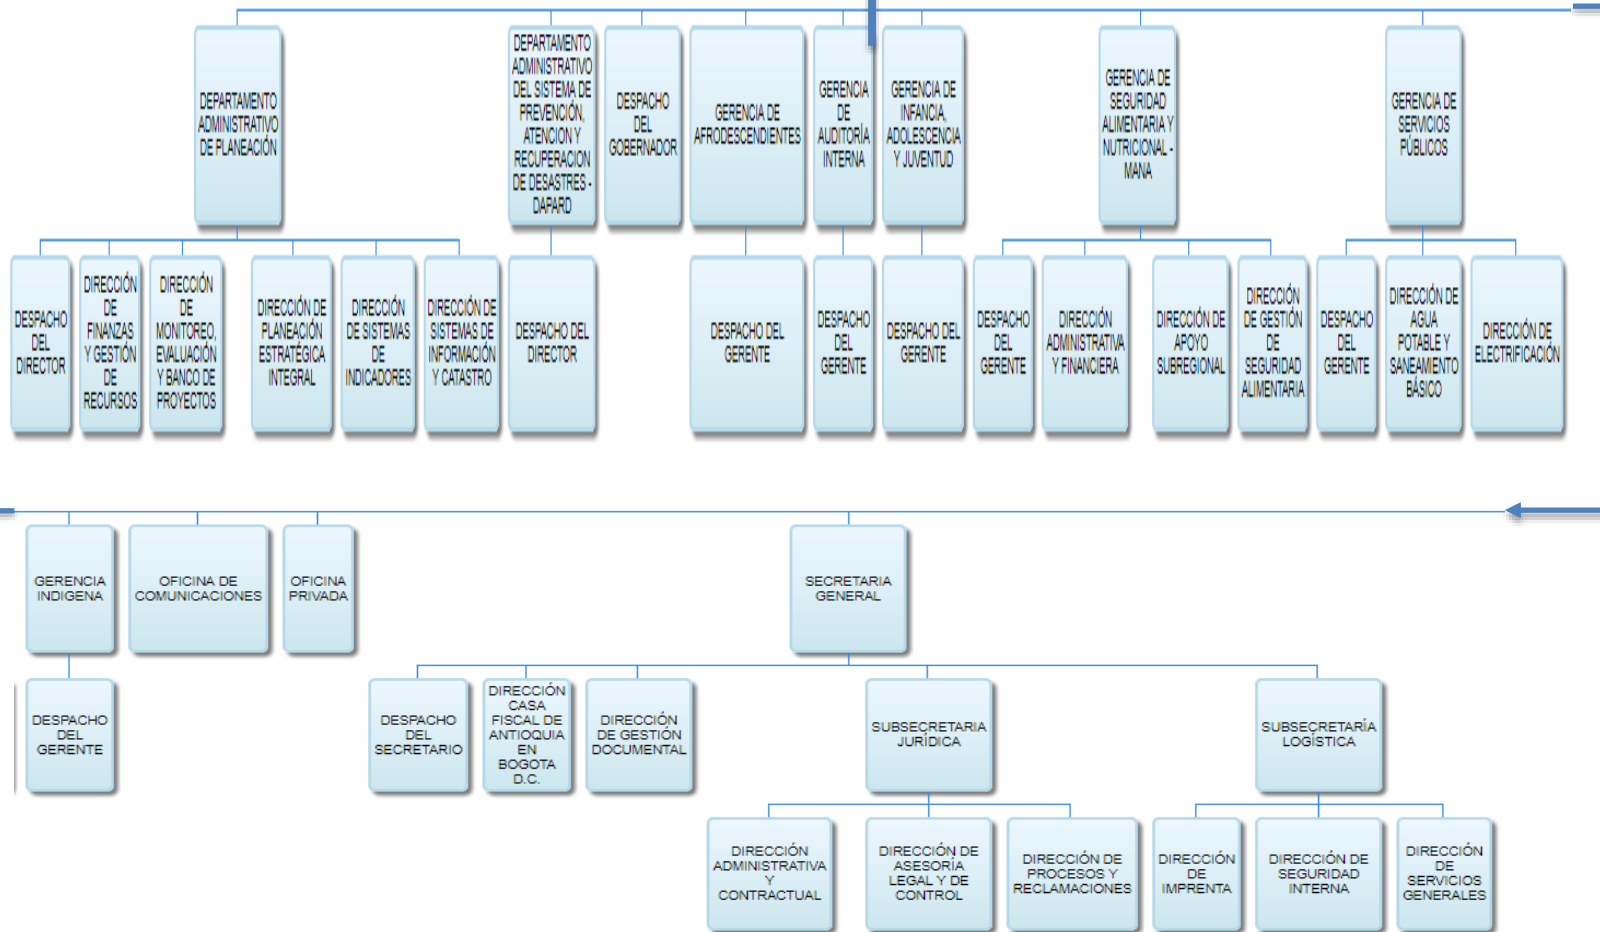 DEPARTAMENTO
ADMINISTRATIVO
DE PLANEACIÓN
DEPARTAMENTO
ADMINISTRATIVO
DEL SISTEMA DE
PREVENCIÓN,
ATENCION Y
RECUPERACION
DE DESASTRES -
DAPARD
DESPACHO
DEL
GOBERNADOR
GERENCIA DE
AFRODESCENDIENTES
GERENCIA
DE
AUDITORÍA
INTERNA
GERENCIA DE
INFANCIA,
ADOLESCENCIA
Y JUVENTUD
GERENCIA DE
SEGURIDAD
ALIMENTARIA Y
NUTRICIONAL -
MANA
GERENCIA DE
SERVICIOS
PÚBLICOS
DESPACHO
DEL
DIRECTOR
DIRECCIÓN
DE
FINANZAS
Y GESTIÓN
DE
RECURSOS
DIRECCIÓN
DE
MONITOREO,
EVALUACIÓN
Y BANCO DE
PROYECTOS
DIRECCIÓN DE
PLANEACIÓN
ESTRATÉGICA
INTEGRAL
DIRECCIÓN
DE SISTEMAS
DE
INDICADORES
DIRECCIÓN DE
SISTEMAS DE
INFORMACIÓN
Y CATASTRO
DESPACHO DEL
DIRECTOR
DESPACHO DEL
GERENTE
DESPACHO
DEL
GERENTE
DESPACHO DEL
GERENTE
DESPACHO
DEL
GERENTE
DIRECCIÓN
ADMINISTRATIVA
Y FINANCIERA
DIRECCIÓN DE
APOYO
SUBREGIONAL
DIRECCIÓN
DE GESTIÓN
DE
SEGURIDAD
ALIMENTARIA
DESPACHO
DEL
GERENTE
DIRECCIÓN DE
AGUA
POTABLE Y
SANEAMIENTO
BÁSICO
DIRECCIÓN DE
ELECTRIFICACIÓN
GERENCIA
INDIGENA
OFICINA DE
COMUNICACIONES
OFICINA
PRIVADA
SECRETARIA
GENERAL
DESPACHO
DEL
GERENTE
DESPACHO
DEL
SECRETARIO
DIRECCIÓN
CASA
FISCAL DE
ANTIOQUIA
EN
BOGOTA
D.C.
DIRECCIÓN
DE GESTIÓN
DOCUMENTAL
SUBSECRETARIA
JURÍDICA
SUBSECRETARÍA
LOGÍSTICA
DIRECCIÓN
ADMINISTRATIVA
Y
CONTRACTUAL
DIRECCIÓN DE
ASESORÍA
LEGAL Y DE
CONTROL
DIRECCIÓN DE
PROCESOS Y
RECLAMACIONES
DIRECCIÓN
DE
IMPRENTA
DIRECCIÓN DE
SEGURIDAD
INTERNA
DIRECCIÓN
DE
SERVICIOS
GENERALES